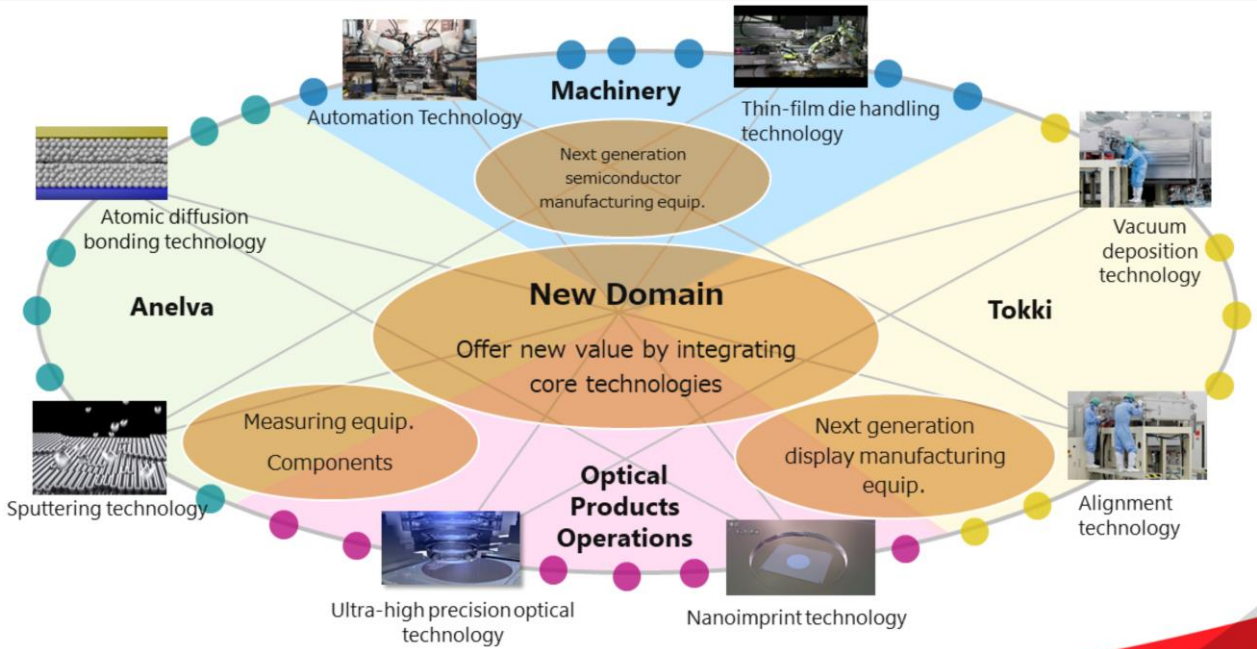 Machinery
Automation Technology
Thin-film die handling
technology
Next generation
semiconductor
manufacturing equip.
Atomic diffusion
bonding technology
Vacuum
deposition
technology
Anelva
New Domain
Offer new value by integrating
core technologies
Tokki
Measuring equip.
Components
Next generation
display manufacturing
equip.
Optical
Products
Operations
Sputtering technology
Alignment
technology
Ultra-high precision optical
technology
Nanoimprint technology